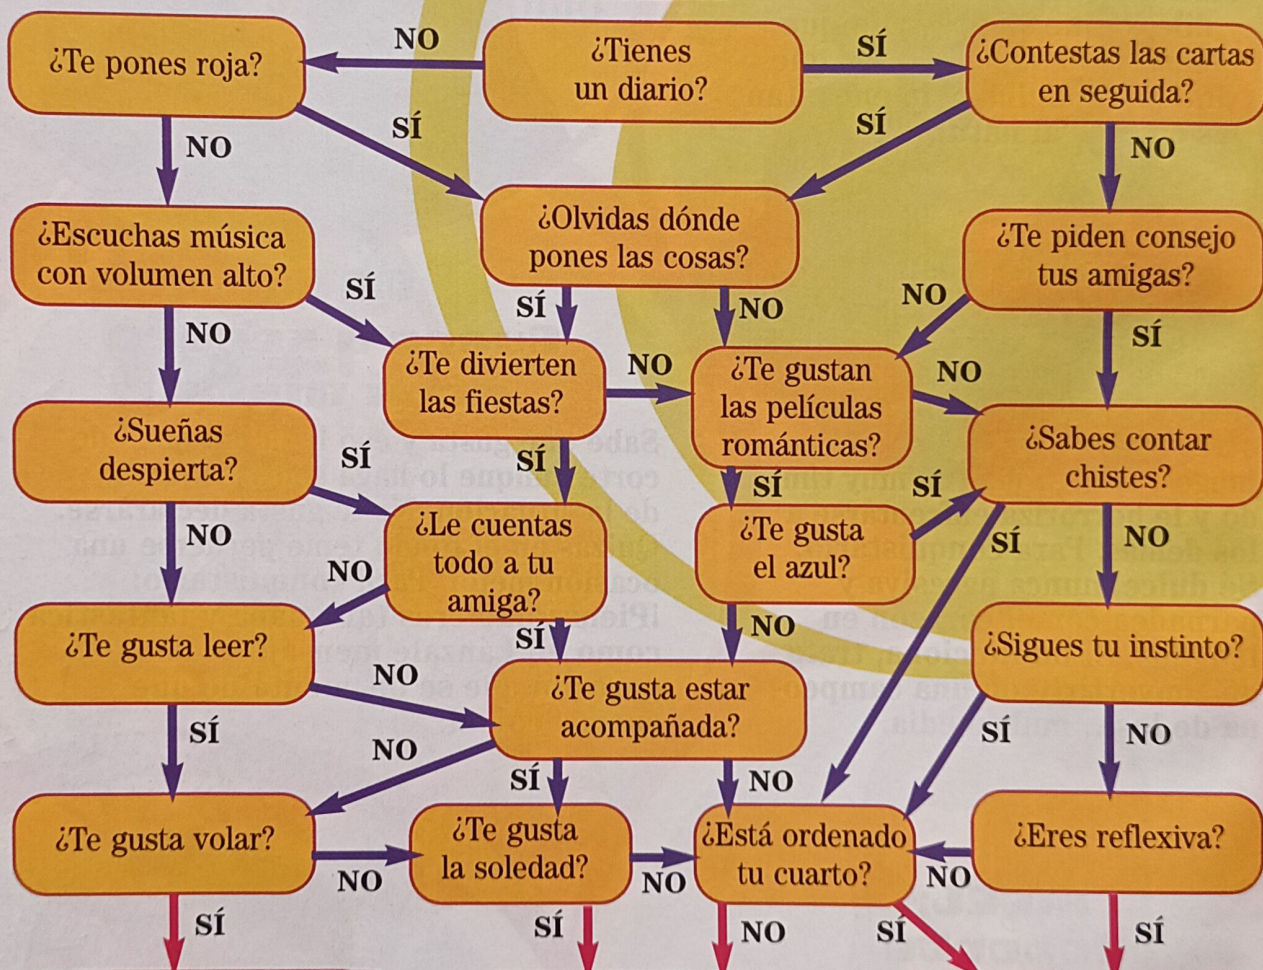 ¿Te pones roja?
NO
¿Tienes
un diario?
SÍ
¿Contestas las cartas
en seguida?
NO
SÍ
SÍ
NO
¿Escuchas música
con volumen alto?
¿Olvidas dónde
pones las cosas?
¿Te piden consejo
tus amigas?
NO
SÍ
SÍ
NO
NO
SÍ
¿Te divierten
las fiestas?
NO
¿Te gustan
las películas
románticas?
NO
¿Sueñas
despierta?
SÍ
SÍ
SÍ
SÍ
¿Sabes contar
chistes?
NO
NO
¿Le cuentas
todo a tu
amiga?
¿Te gusta
el azul?
SÍ
NO
¿Te gusta leer?
SÍ
NO
¿Sigues tu instinto?
SÍ
NO
NO
¿Te gusta estar
acompañada?
SÍ
NO
SÍ
NO
¿Te gusta volar?
NO
¿Te gusta
la soledad?
NO
¿Está ordenado
tu cuarto?
NO
¿Eres reflexiva?
SÍ
SÍ
NO
SÍ
SÍ